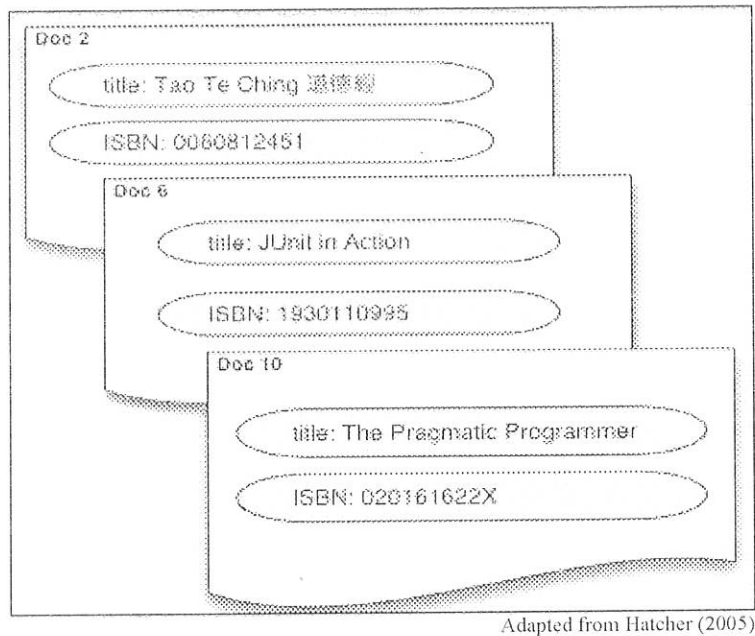 Doc 2
title: Tao Te Ching
ISBN: 0060812451
Doc 6
title: JUnit in Action
ISBN: 1930110995
Doc 10
title: The Pragmatic Programmer
ISBN: 020161622X
Adapted from Hatcher (2005)